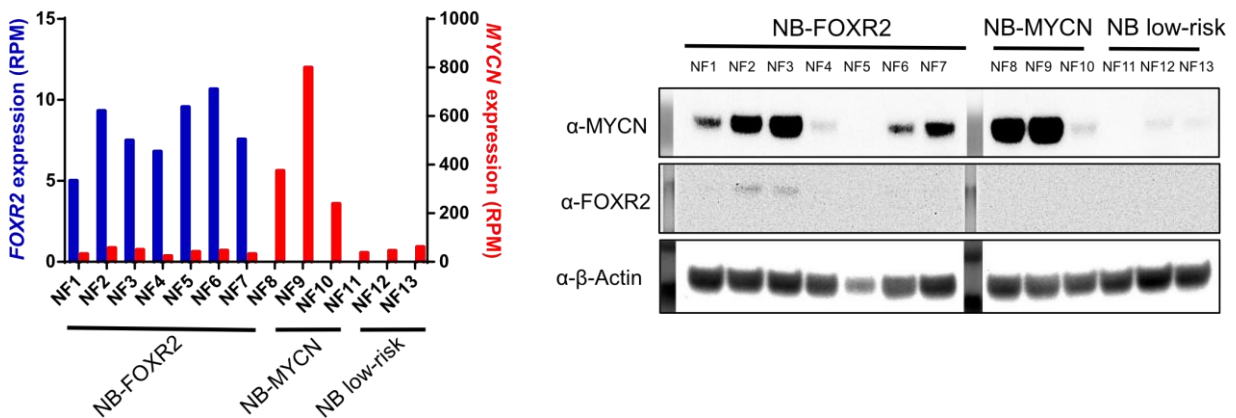 FOXR2 expression (RPM)
15
10
5
0
1000
800
600
400
200
0
MYCN expression (RPM)
NF1
NF2
NF3
NF4
NF5
NF6
NF7
NF8
NF9
NF10
NF11
NF12
NF13
NB-FOXR2
NB-MYCN
NB low-risk
NB-FOXR2 NB-MYCN NB low-risk
NF1 NF2 NF3 NF4 NF5 NF6 NF7 NF8 NF9 NF10 NF11 NF12 NF13
α-MYCN
α-FOXR2
α-β-Actin